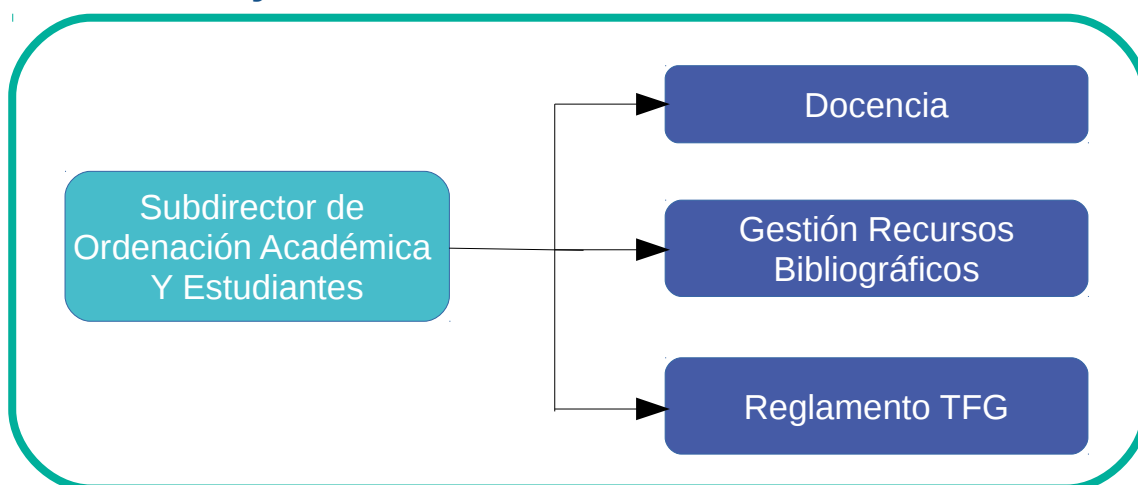 Subdirector de
Ordenación Académica
Y Estudiantes
Docencia
Gestión Recursos
Bibliográficos
Reglamento TFG